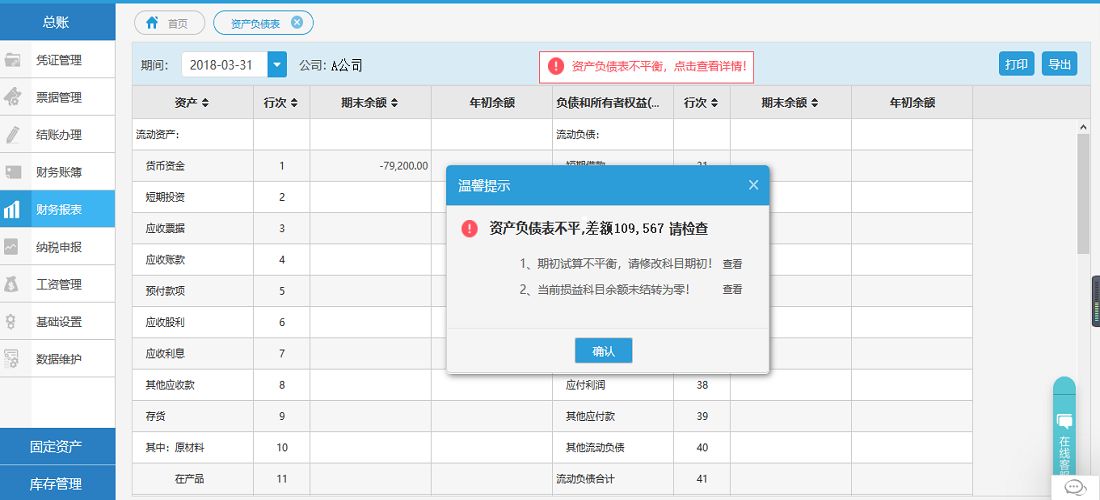 总账
首页
资产负债表
凭证管理
票据管理
结账办理
财务账簿
财务报表
纳税申报
工资管理
基础设置
数据维护
固定资产
库存管理
期间: 2018-03-31 公司: A公司
资产负债表不平衡，点击查看详情!
打印 导出
资产 行次 期末余额 年初余额 负债和所有者权益(... 行次 期末余额 年初余额
流动资产: 流动负债:
货币资金 1 -79,200.00 短期借款 31
短期投资 2
应收票据 3
应收账款 4
预付款项 5
应收股利 6
应收利息 7
其他应收款 8 应付利润 38
存货 9 其他应付款 39
其中: 原材料 10 其他流动负债 40
在产品 11 流动负债合计 41
温馨提示
资产负债表不平,差额109,567 请检查
1、期初试算不平衡，请修改科目期初! 查看
2、当前损益科目余额未结转为零! 查看
确认
在线客服